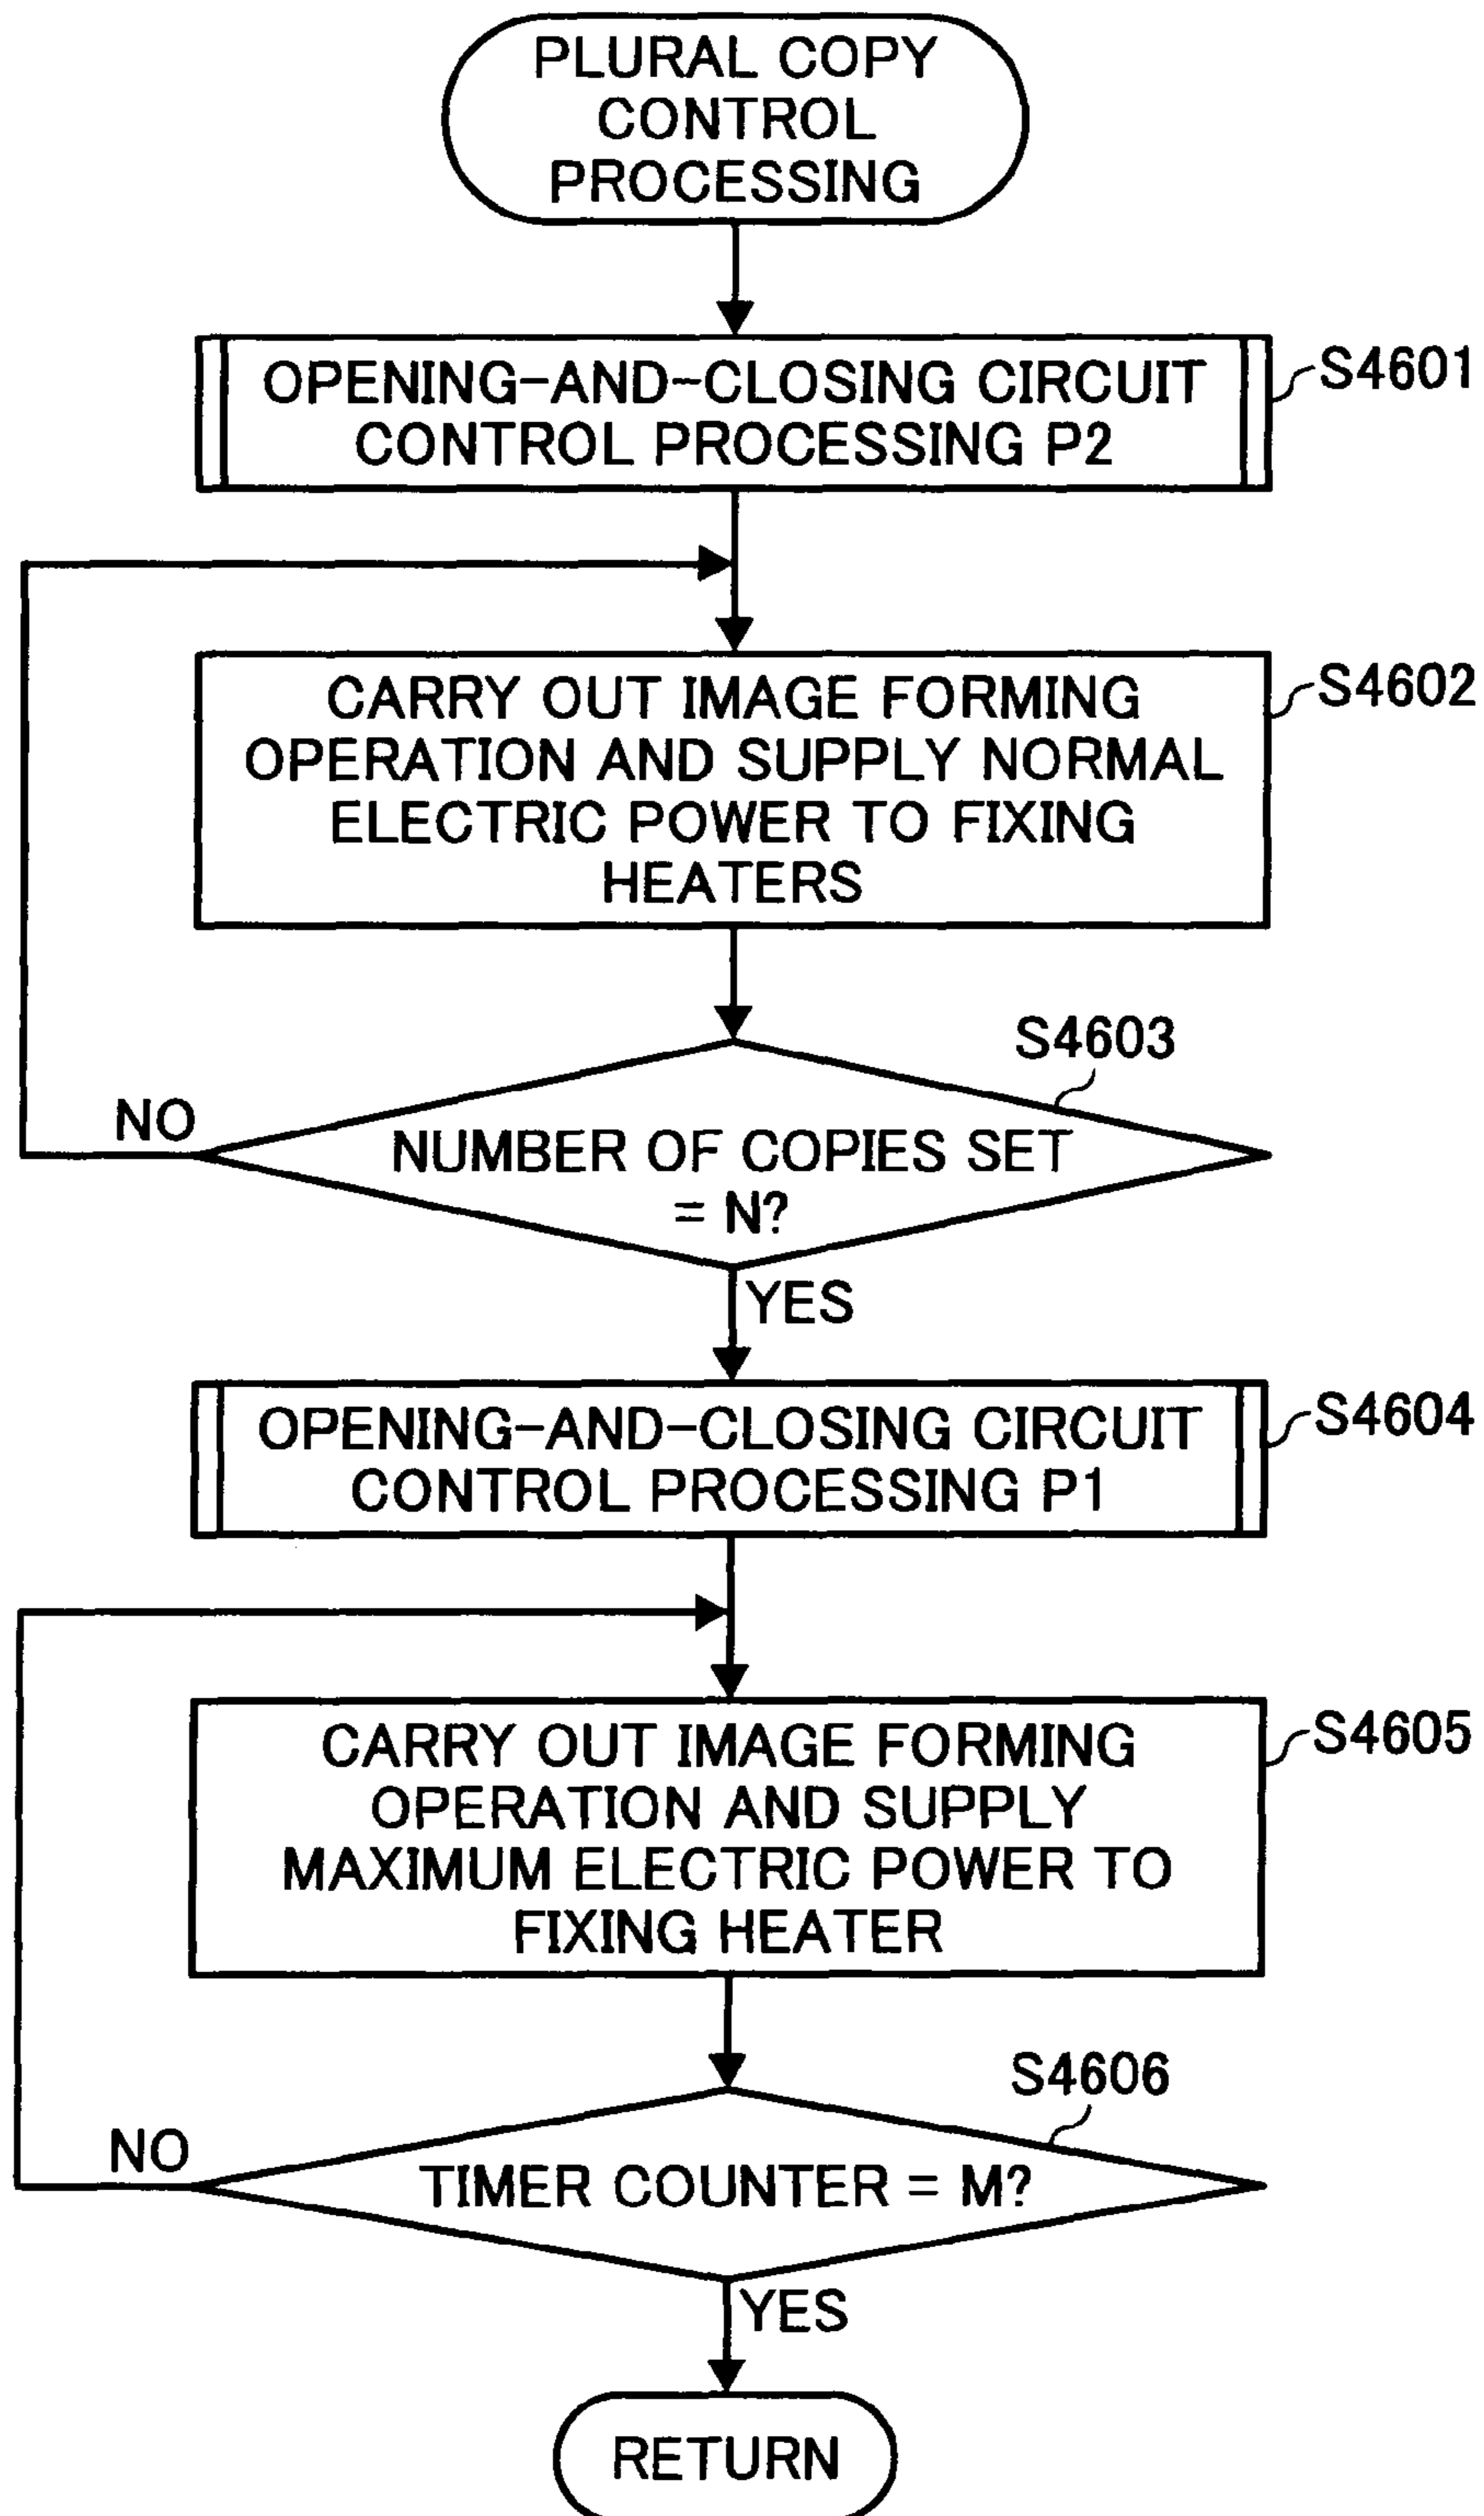 PLURAL COPY
CONTROL
PROCESSING
OPENING-AND-CLOSING CIRCUIT
CONTROL PROCESSING P2
S4601
CARRY OUT IMAGE FORMING
OPERATION AND SUPPLY NORMAL
ELECTRIC POWER TO FIXING
HEATERS
S4602
S4603
NO
NUMBER OF COPIES SET
= N?
YES
OPENING-AND-CLOSING CIRCUIT
CONTROL PROCESSING P1
S4604
CARRY OUT IMAGE FORMING
OPERATION AND SUPPLY
MAXIMUM ELECTRIC POWER TO
FIXING HEATER
S4605
S4606
NO
TIMER COUNTER = M?
YES
RETURN